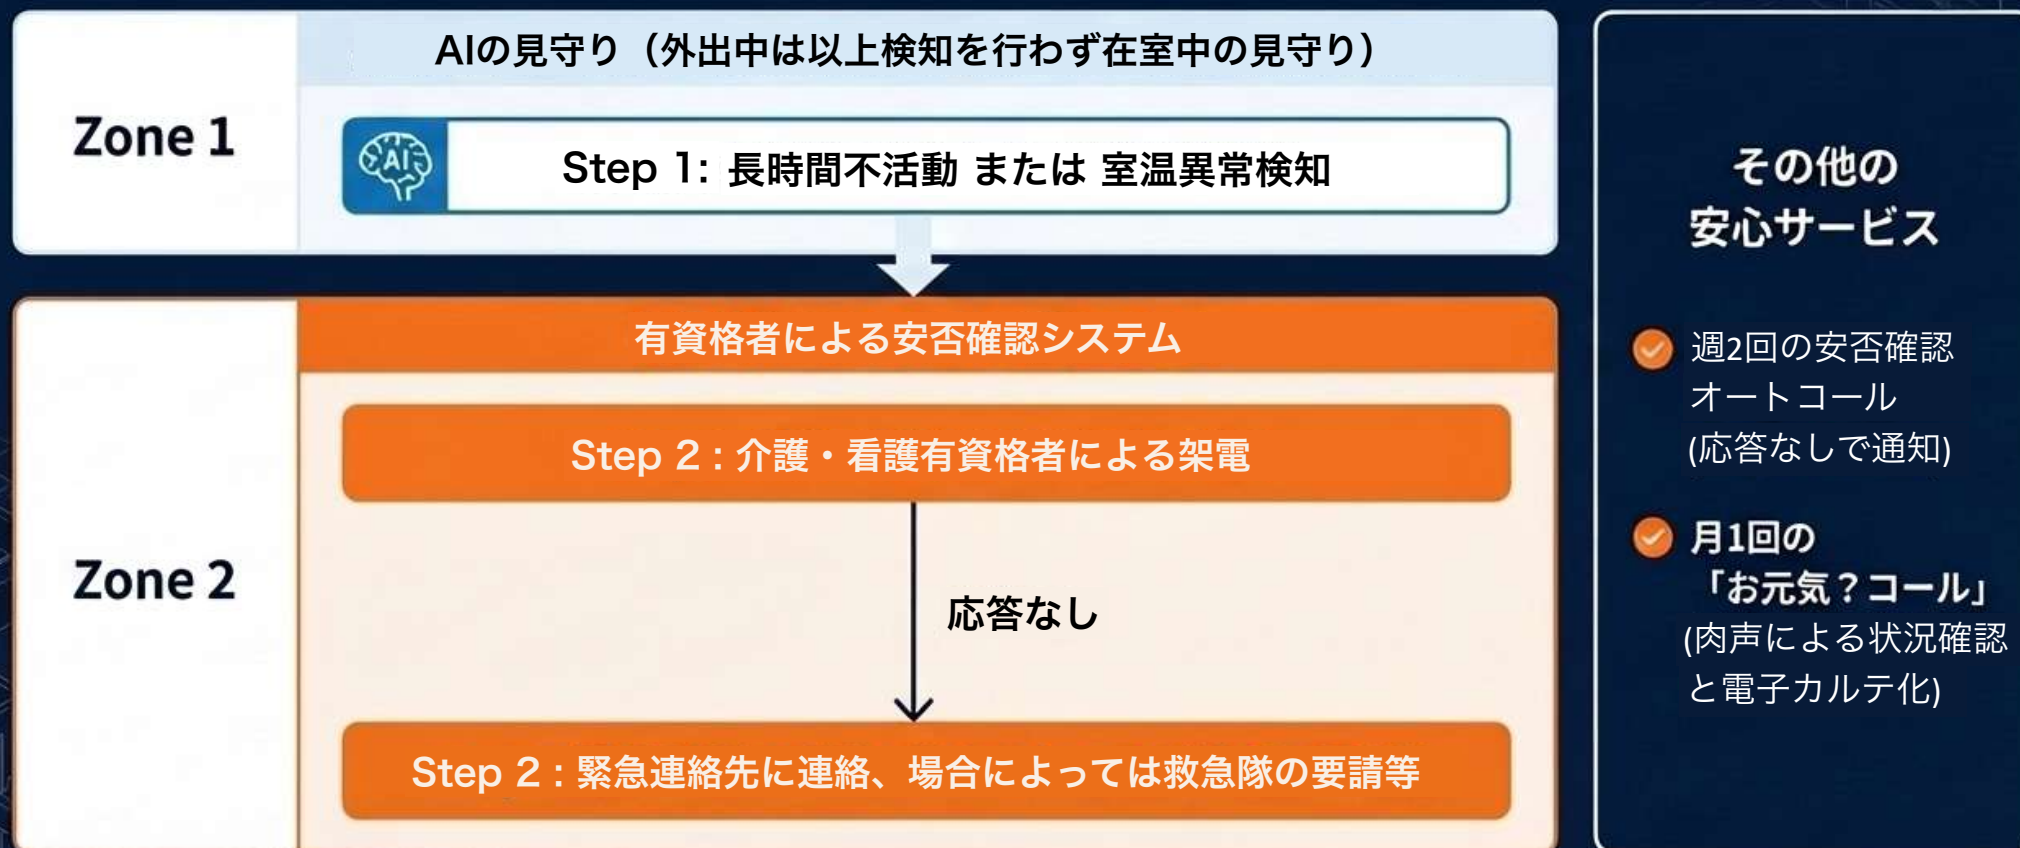 AIの見守り（外出中は以上検知を行わず在室中の見守り）
Zone 1
AI
Step 1: 長時間不活動 または 室温異常検知
有資格者による安否確認システム
Zone 2
Step 2 : 介護・看護有資格者による架電
応答なし
Step 2 : 緊急連絡先に連絡、場合によっては救急隊の要請等
その他の
安心サービス
週2回の安否確認
オートコール
(応答なしで通知)
月1回の
「お元気？コール」
(肉声による状況確認
と電子カルテ化)